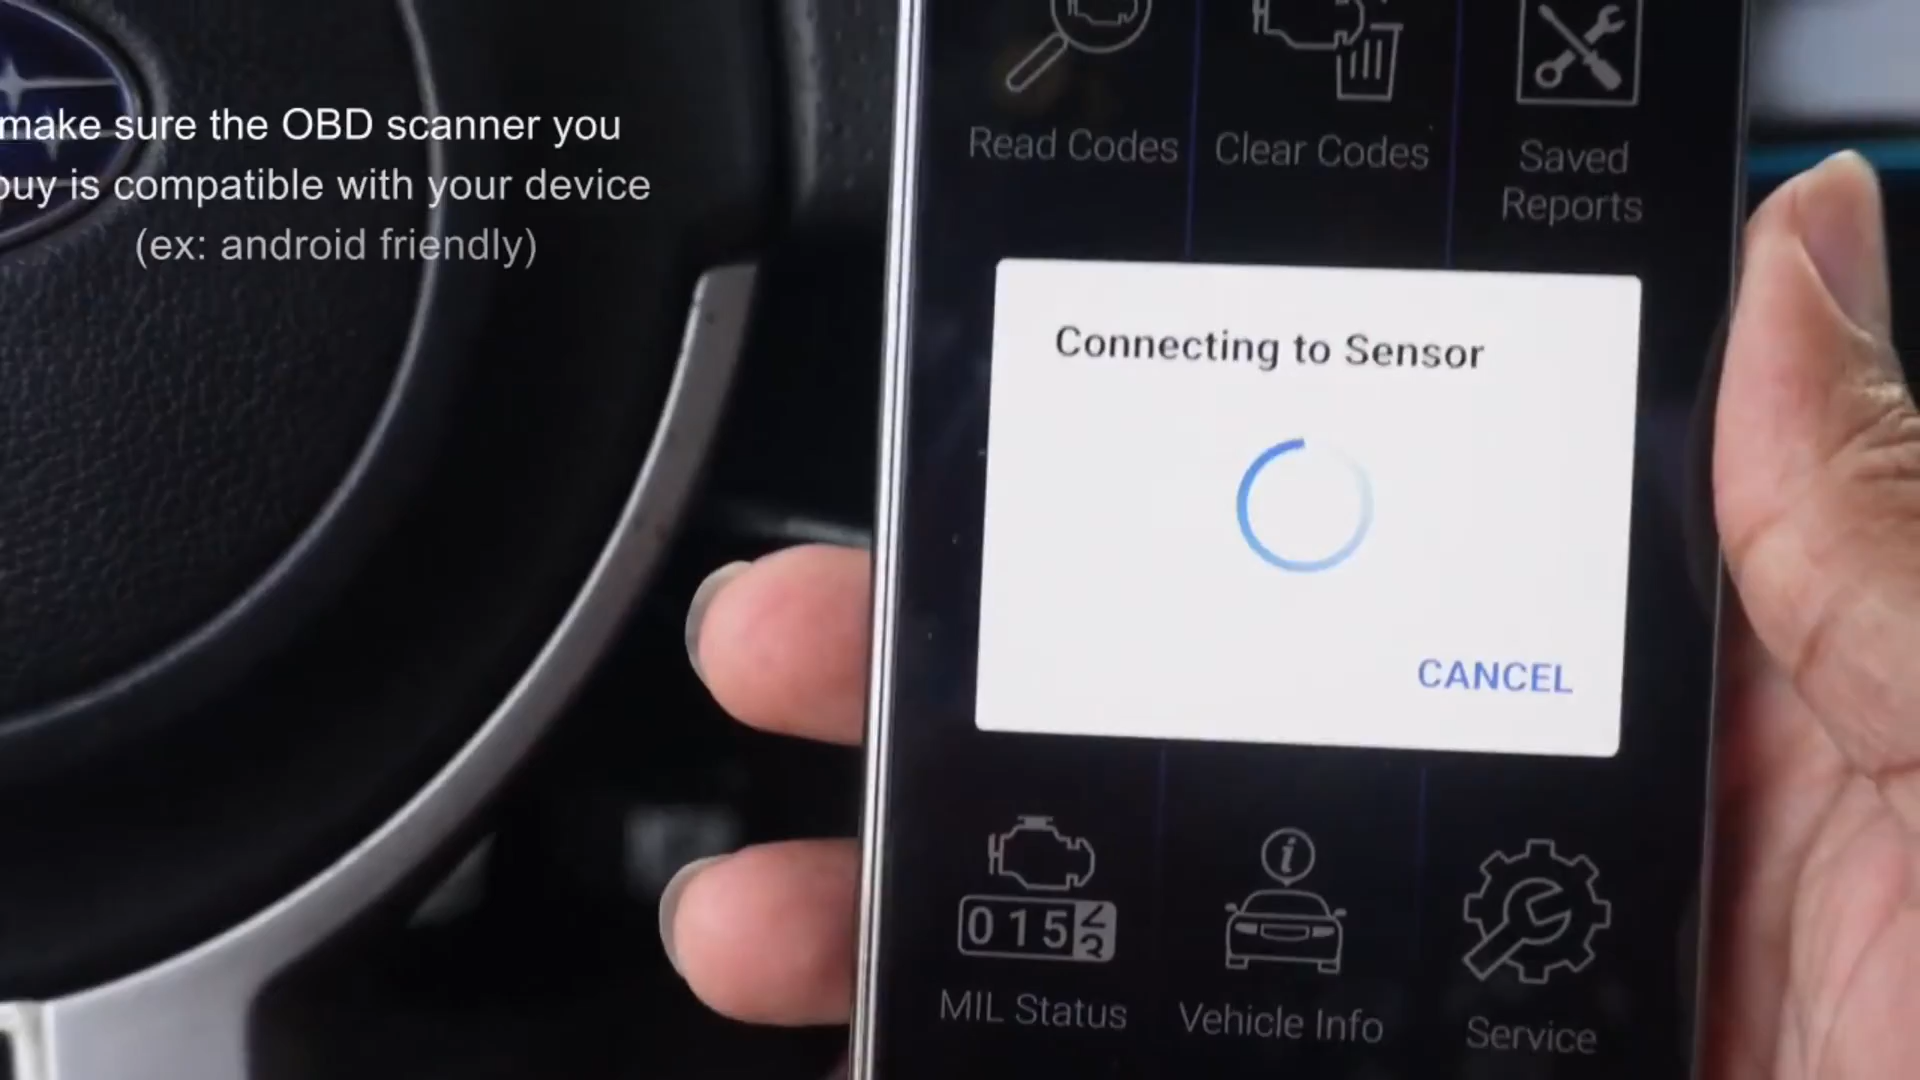 make sure the OBD scanner you
buy is compatible with your device
(ex: android friendly)
Read Codes
Clear Codes
Saved
Reports
Connecting to Sensor
CANCEL
015
MIL Status
Vehicle Info
Service